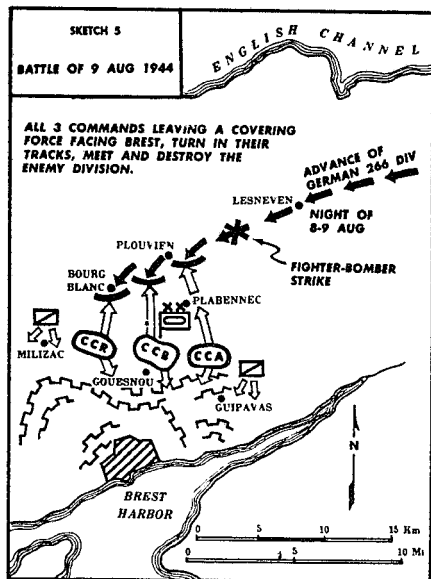 SKETCH 5
BATTLE OF 9 AUG 1944
ENGLISH CHANNEL
ALL 3 COMMANDS LEAVING A COVERING
FORCE FACING BREST, TURN IN THEIR
TRACKS, MEET AND DESTROY THE
ENEMY DIVISION.
ADVANCE OF
GERMAN 266 DIV
LESNEVEN
NIGHT OF
8-9 AUG
PLOUVIEN
FIGHTER-BOMBER
STRIKE
BOURG
BLANC
PLABENNEC
XX
MILIZAC
CCR
CCB
CCA
GOUESNOU
GUIPAVAS
N
BREST
HARBOR
0 5 10 15 Km
0 5 10 Mi